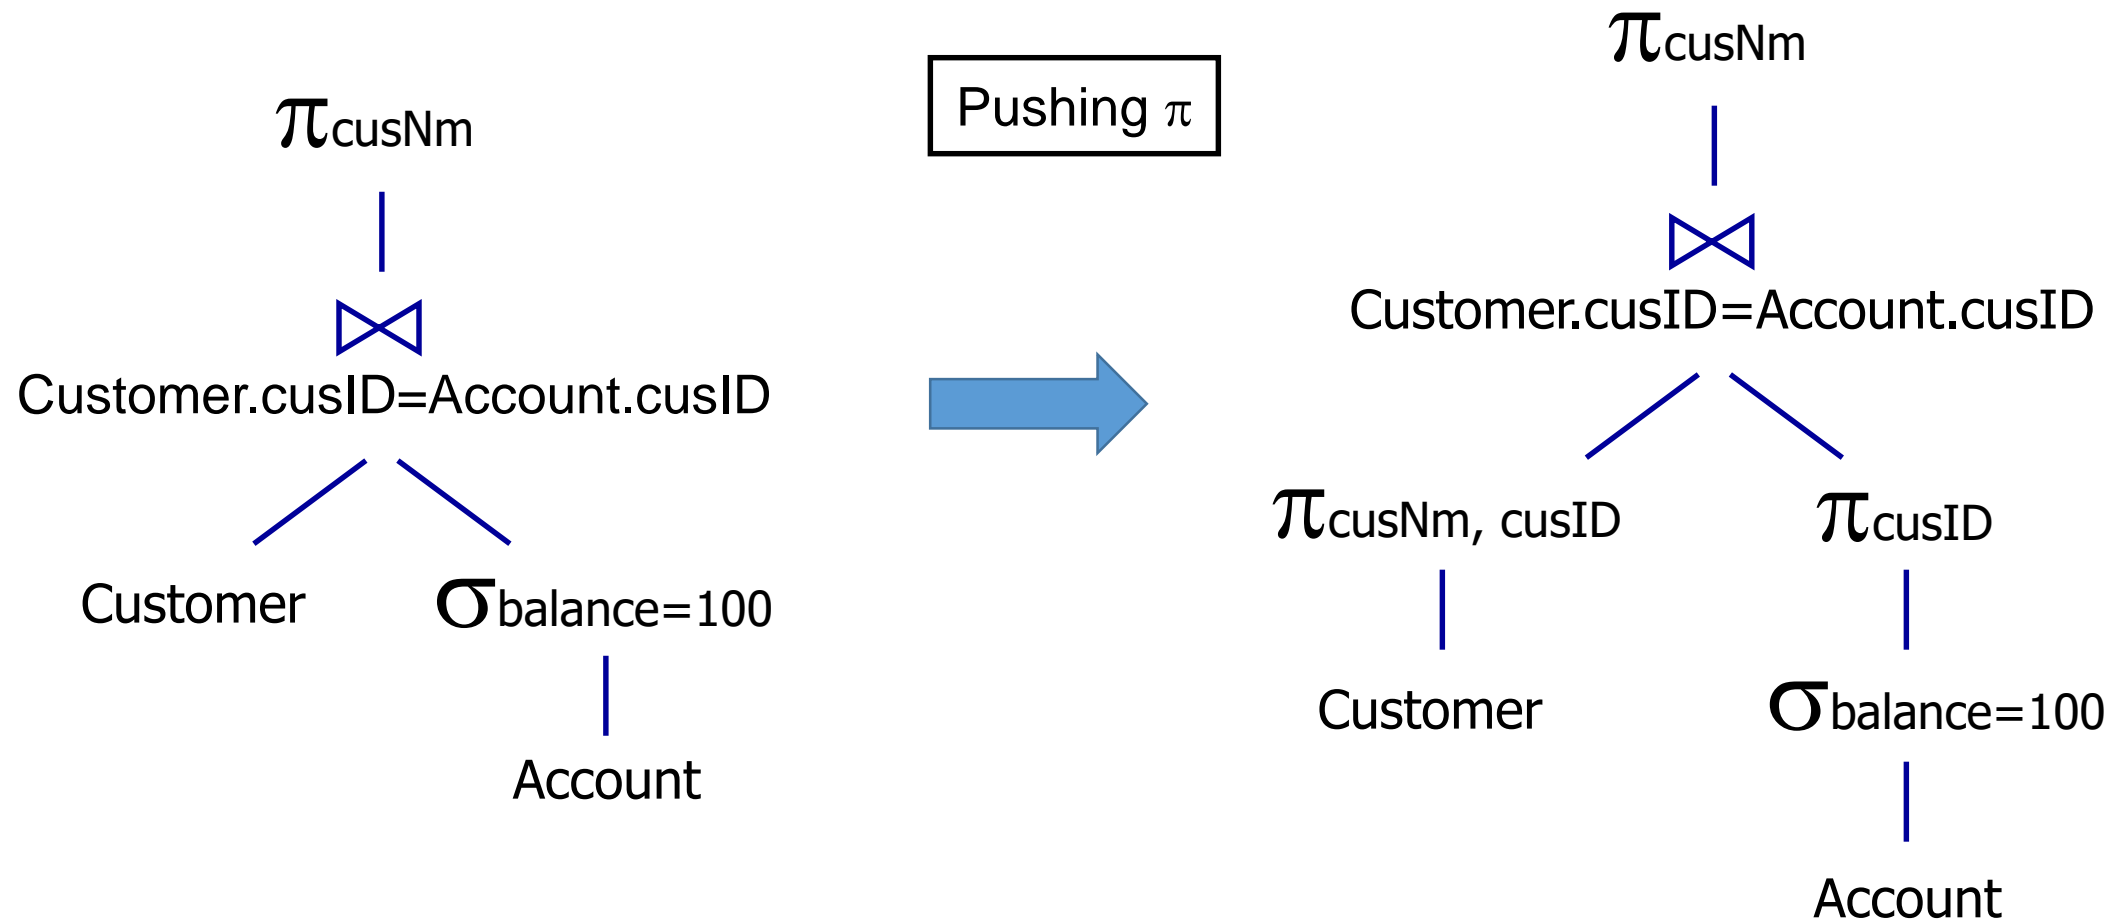 πcusNm
Customer.cusID=Account.cusID
Customer
σbalance=100
Account
Pushing π
πcusNm
Customer.cusID=Account.cusID
πcusNm, cusID
πcusID
Customer
σbalance=100
Account